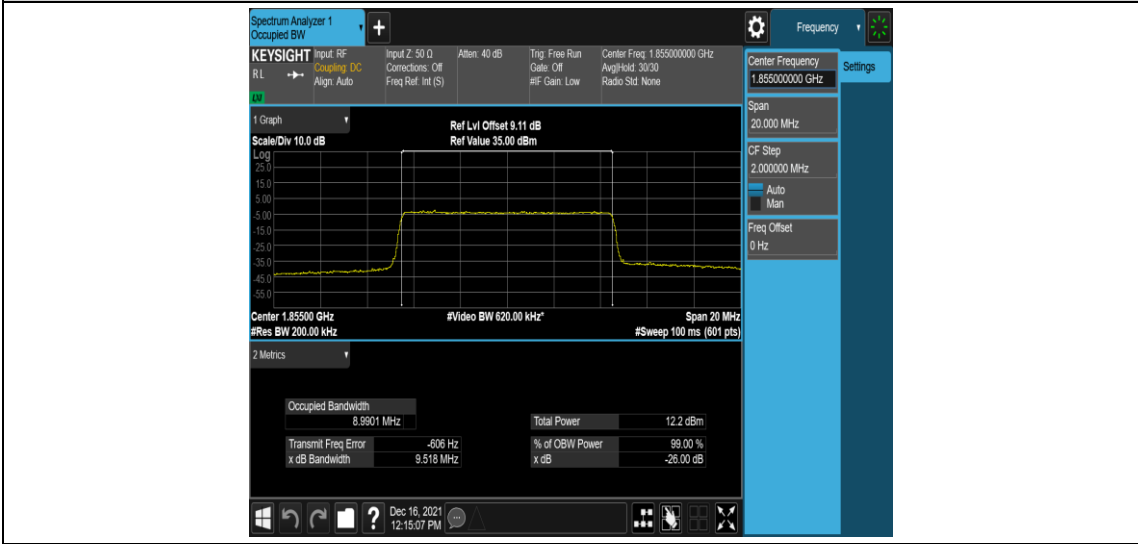 Spectrum Analyzer 1
Occupied BW
+
Frequency
KEYSIGHT Input: RF Input Z: 50 Ω Atten: 40 dB Trig: Free Run Center Freq: 1.855000000 GHz
RL Coupling: DC Corrections: Off Gate: Off Avg|Hold: 30/30
Align: Auto Freq Ref: Int (S) #IF Gain: Low Radio Std: None
Center Frequency
1.855000000 GHz
Settings
Span
20.000 MHz
CF Step
2.000000 MHz
Auto
Man
Freq Offset
0 Hz
1 Graph
Ref Lvl Offset 9.11 dB
Scale/Div 10.0 dB Ref Value 35.00 dBm
Log
25.0
15.0
5.00
-5.00
-15.0
-25.0
-35.0
-45.0
-55.0
Center 1.85500 GHz #Video BW 620.00 kHz* Span 20 MHz
#Res BW 200.00 kHz #Sweep 100 ms (601 pts)
2 Metrics
Occupied Bandwidth
8.9901 MHz Total Power 12.2 dBm
Transmit Freq Error -606 Hz % of OBW Power 99.00 %
x dB Bandwidth 9.518 MHz x dB -26.00 dB
? Dec 16, 2021
12:15:07 PM